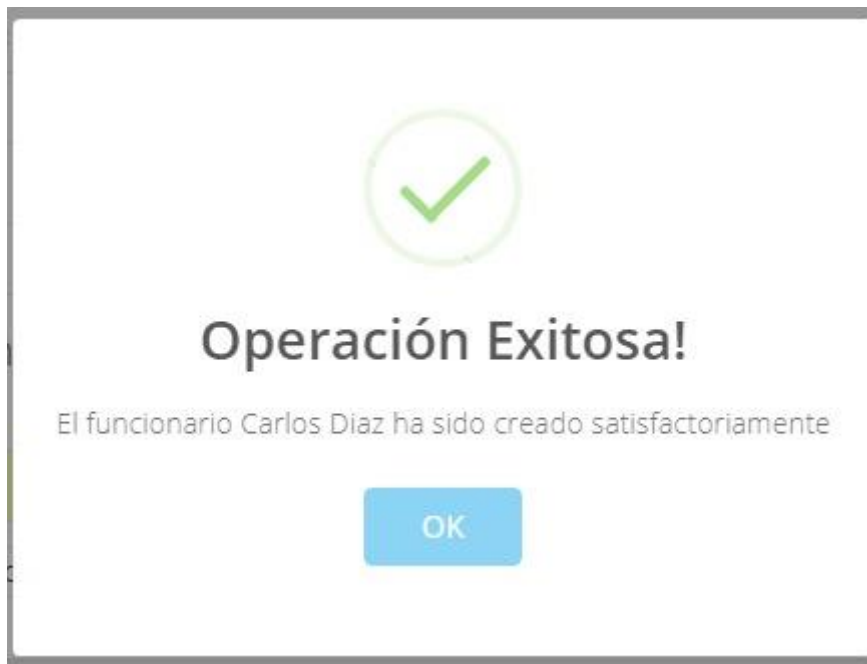 Operación Exitosa!
El funcionario Carlos Diaz ha sido creado satisfactoriamente
OK